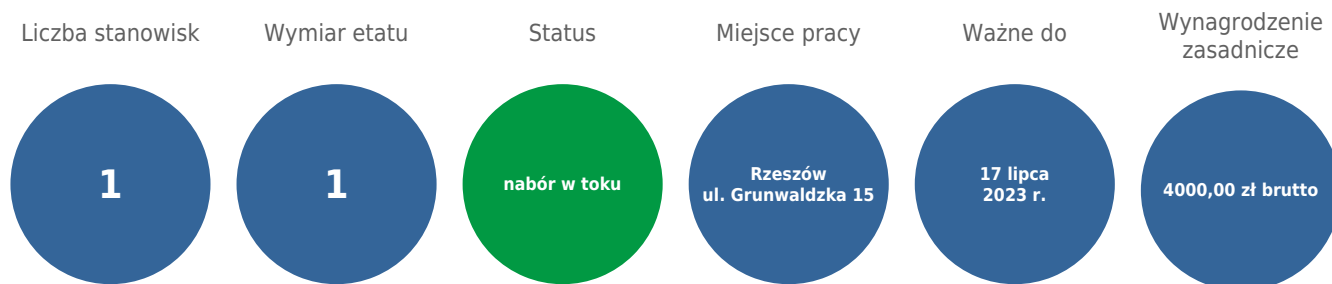 Liczba stanowisk
1
Wymiar etatu
1
Status
nabór w toku
Miejsce pracy
Rzeszów
ul. Grunwaldzka 15
Ważne do
17 lipca
2023 r.
Wynagrodzenie
zasadnicze
4000,00 zł brutto